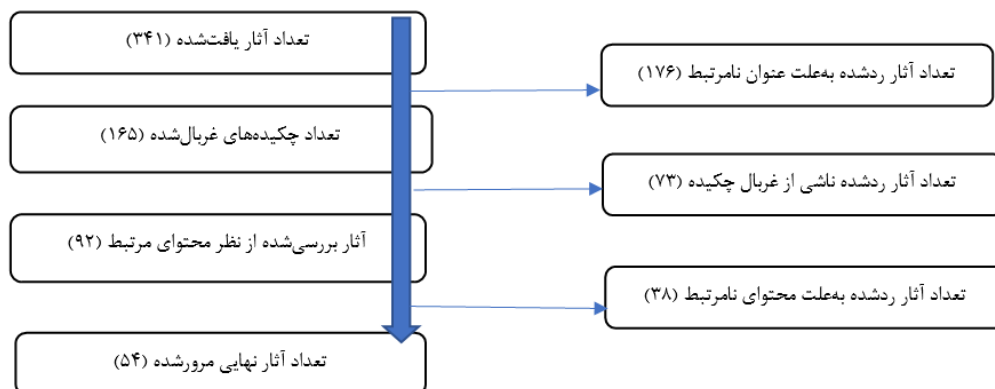 تعداد آثار یافت‌شده (۳۴۱)
تعداد آثار ردشده به‌علت عنوان نامرتبط (۱۷۶)
تعداد چکیده‌های غربال‌شده (۱۶۵)
تعداد آثار ردشده ناشی از غربال چکیده (۷۳)
آثار بررسی‌شده از نظر محتوای مرتبط (۹۲)
تعداد آثار ردشده به‌علت محتوای نامرتبط (۳۸)
تعداد آثار نهایی مرورشده (۵۴)